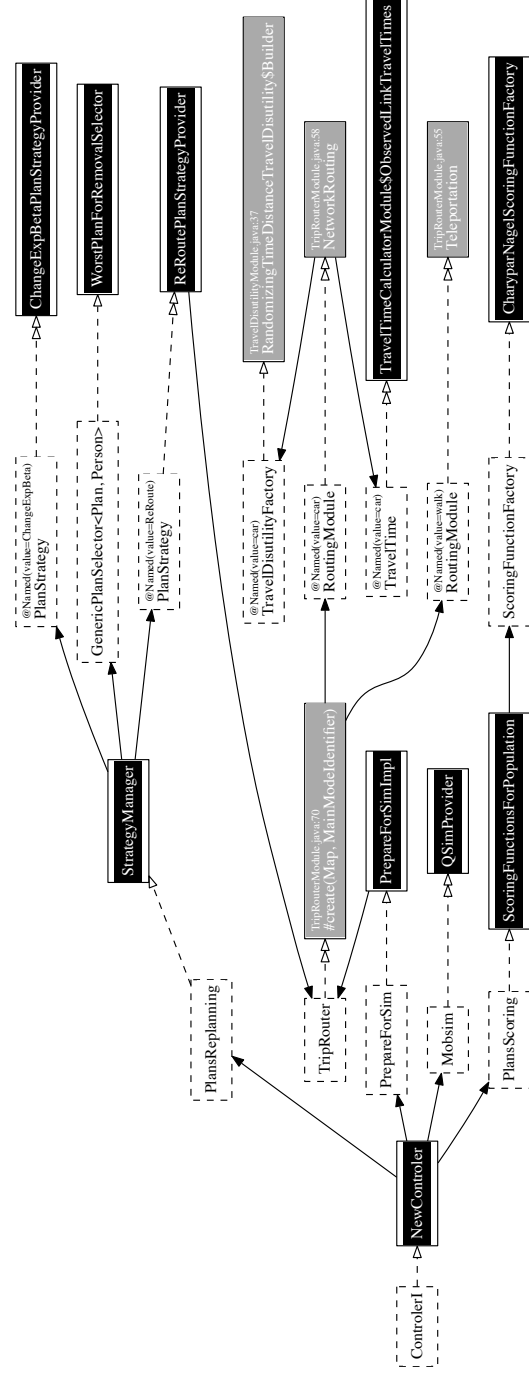 ControlerI
NewControler
PlansReplanning
TripRouter
PrepareForSim
Mobsim
PlansScoring
StrategyManager
TripRouterModule.java:70
#create(Map, MainModeIdentifier)
PrepareForSimImpl
QSimProvider
ScoringFunctionsForPopulation
@Named(value=ChangeExpBeta)
PlanStrategy
GenericPlanSelector<Plan, Person>
@Named(value=ReRoute)
PlanStrategy
@Named(value=car)
TravelDisutilityFactory
@Named(value=car)
RoutingModule
@Named(value=car)
TravelTime
@Named(value=walk)
RoutingModule
ScoringFunctionFactory
ChangeExpBetaPlanStrategyProvider
WorstPlanForRemovalSelector
ReRoutePlanStrategyProvider
TravelDisutilityModule.java:37
RandomizingTimeDistanceTravelDisutility$Builder
TripRouterModule.java:58
NetworkRouting
TravelTimeCalculatorModule$ObservedLinkTravelTimes
TripRouterModule.java:55
Teleportation
CharyparNagelScoringFunctionFactory